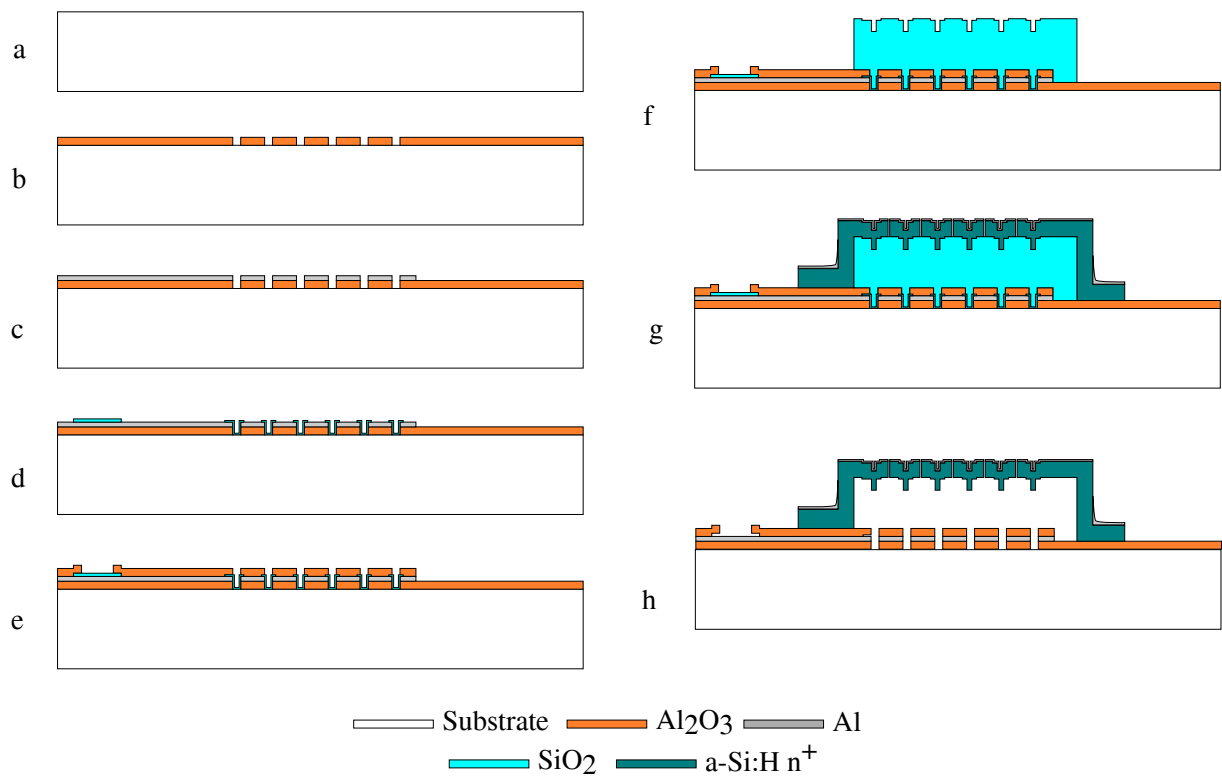 a
b
c
d
e
f
g
h
Substrate Al₂O₃ Al
SiO₂ a-Si:H n⁺